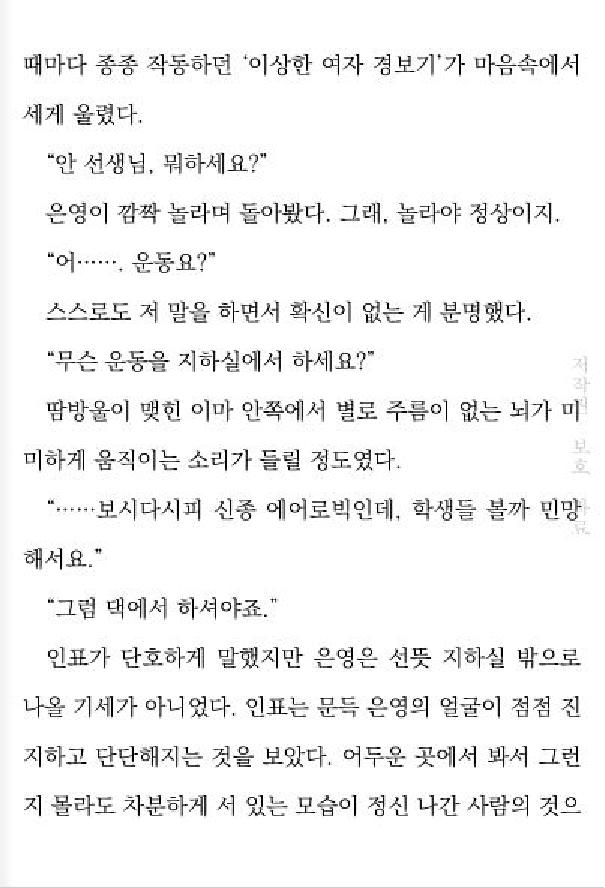 때마다 종종 작동하던 ‘이상한 여자 경보기’가 마음속에서
세게 울렸다.
“안 선생님, 뭐하세요?”
은영이 깜짝 놀라며 돌아봤다. 그래, 놀라야 정상이지.
“어……. 운동요?”
스스로도 저 말을 하면서 확신이 없는 게 분명했다.
“무슨 운동을 지하실에서 하세요?”
땀방울이 맺힌 이마 안쪽에서 별로 주름이 없는 뇌가 미
미하게 움직이는 소리가 들릴 정도였다.
“……보시다시피 신종 에어로빅인데, 학생들 볼까 민망
해서요.”
“그럼 댁에서 하셔야죠.”
인표가 단호하게 말했지만 은영은 선뜻 지하실 밖으로
나올 기세가 아니었다. 인표는 문득 은영의 얼굴이 점점 진
지하고 단단해지는 것을 보았다. 어두운 곳에서 봐서 그런
지 몰라도 차분하게 서 있는 모습이 정신 나간 사람의 것으
저작권 보호 자료